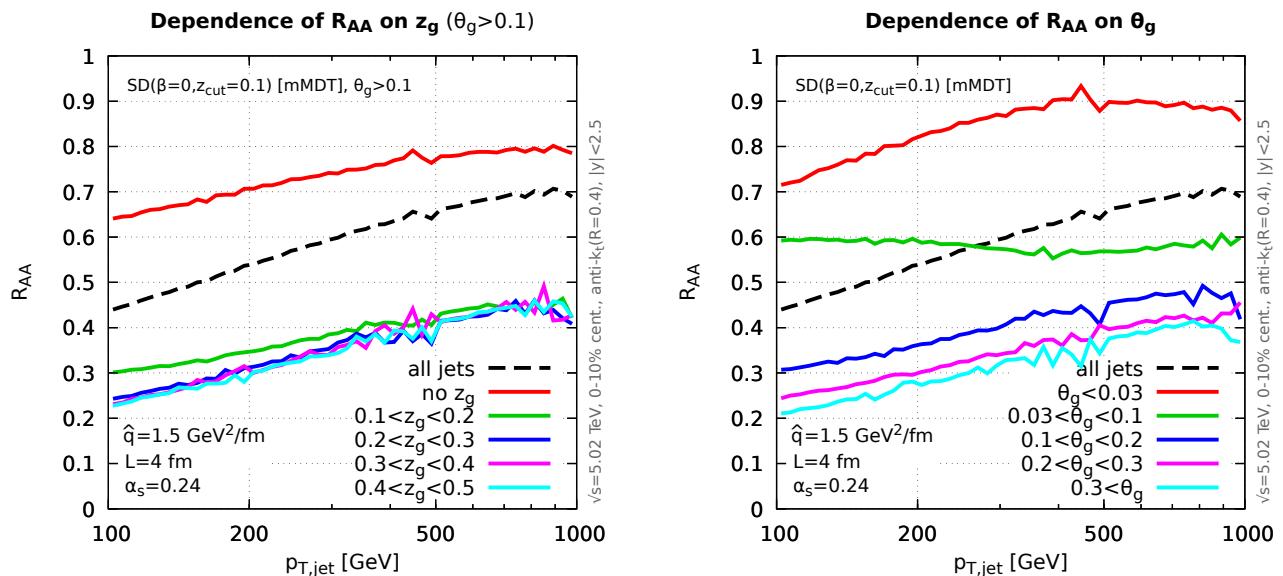 Dependence of R_AA on z_g (θ_g>0.1)
SD(β=0,z_cut=0.1) [mMDT], θ_g>0.1
1
0.9
0.8
0.7
0.6
0.5
0.4
0.3
0.2
0.1
0
R_AA
all jets
no z_g
0.1<z_g<0.2
0.2<z_g<0.3
0.3<z_g<0.4
0.4<z_g<0.5
q̂=1.5 GeV²/fm
L=4 fm
α_s=0.24
100 200 500 1000
p_T,jet [GeV]
√s=5.02 TeV, 0-10% cent., anti-k_t(R=0.4), |y|<2.5
Dependence of R_AA on θ_g
SD(β=0,z_cut=0.1) [mMDT]
1
0.9
0.8
0.7
0.6
0.5
0.4
0.3
0.2
0.1
0
R_AA
all jets
θ_g<0.03
0.03<θ_g<0.1
0.1<θ_g<0.2
0.2<θ_g<0.3
0.3<θ_g
q̂=1.5 GeV²/fm
L=4 fm
α_s=0.24
100 200 500 1000
p_T,jet [GeV]
√s=5.02 TeV, 0-10% cent., anti-k_t(R=0.4), |y|<2.5